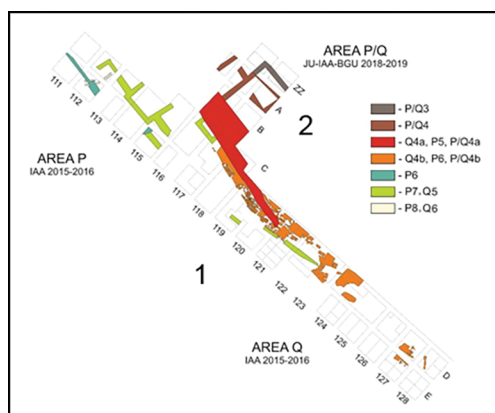 AREA P/Q
JU-IAA-BGU 2018-2019
111
112
113
114
115
116
117
118
119
120
121
122
123
124
125
126
127
128
ZZ
A
B
C
D
E
2
1
AREA P
IAA 2015-2016
AREA Q
IAA 2015-2016
- P/Q3
- P/Q4
- Q4a, P5, P/Q4a
- Q4b, P6, P/Q4b
- P6
- P7.Q5
- P8.Q6